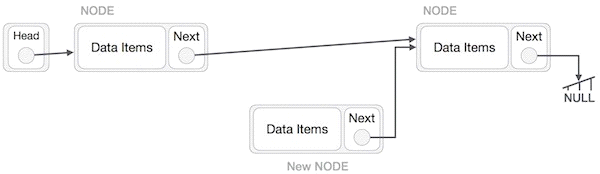 NODE
NODE
Head
Data Items
Next
Data Items
Next
NULL
Data Items
Next
New NODE